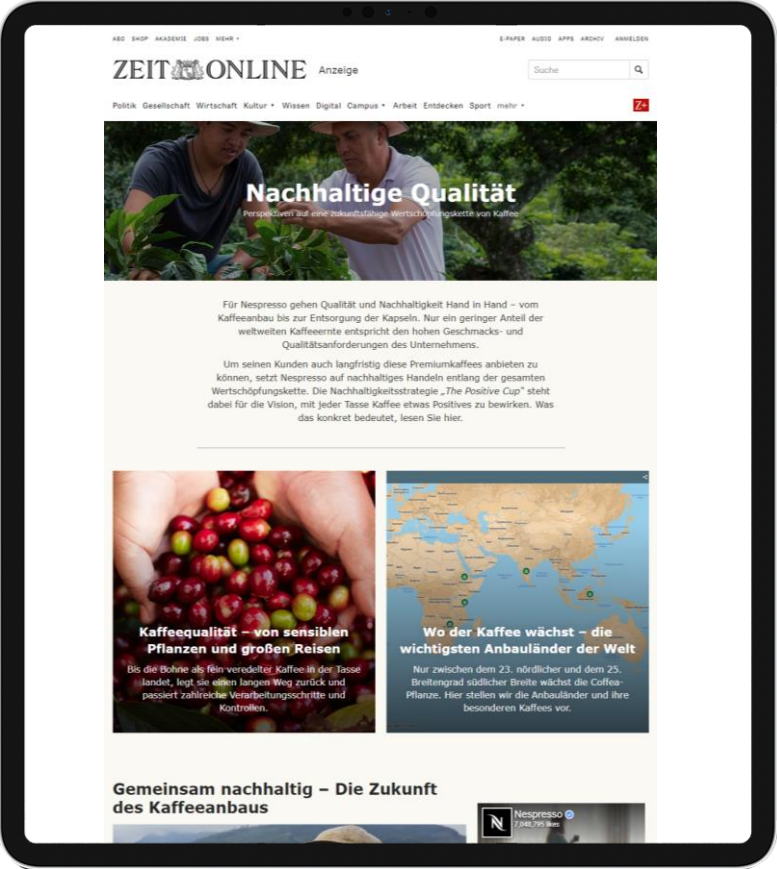 ABO SHOP AKADEMIE JOBS MEHR
E-PAPER AUDIO APPS ARCHIV ANMELDEN
ZEIT ONLINE Anzeige
Suche
Politik Gesellschaft Wirtschaft Kultur Wissen Digital Campus Arbeit Entdecken Sport mehr
Z+
Nachhaltige Qualität
Perspektiven auf eine zukunftsfähige Wertschöpfungskette von Kaffee
Für Nespresso gehen Qualität und Nachhaltigkeit Hand in Hand – vom
Kaffeeanbau bis zur Entsorgung der Kapseln. Nur ein geringer Anteil der
weltweiten Kaffeeernte entspricht den hohen Geschmacks- und
Qualitätsanforderungen des Unternehmens.
Um seinen Kunden auch langfristig diese Premiumkaffees anbieten zu
können, setzt Nespresso auf nachhaltiges Handeln entlang der gesamten
Wertschöpfungskette. Die Nachhaltigkeitsstrategie „The Positive Cup" steht
dabei für die Vision, mit jeder Tasse Kaffee etwas Positives zu bewirken. Was
das konkret bedeutet, lesen Sie hier.
Kaffeequalität – von sensiblen
Pflanzen und großen Reisen
Bis die Bohne als fein veredelter Kaffee in der Tasse
landet, legt sie einen langen Weg zurück und
passiert zahlreiche Verarbeitungsschritte und
Kontrollen.
Wo der Kaffee wächst – die
wichtigsten Anbauländer der Welt
Nur zwischen dem 23. nördlicher und dem 25.
Breitengrad südlicher Breite wächst die Coffea-
Pflanze. Hier stellen wir die Anbauländer und ihre
besonderen Kaffees vor.
Gemeinsam nachhaltig – Die Zukunft
des Kaffeeanbaus
Nespresso
7,048,795 likes